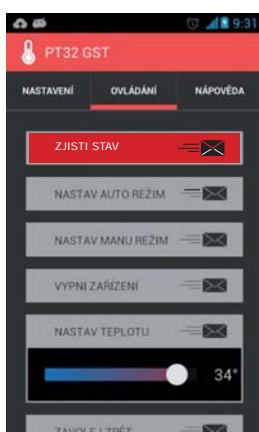 9:31
PT32 GST
NASTAVENÍ OVLÁDÁNÍ NÁPOVĚDA
ZJISTI STAV
NASTAV AUTO REŽIM
NASTAV MANU REŽIM
VYPNI ZAŘÍZENÍ
NASTAV TEPLOTU
34°
ZPĚT